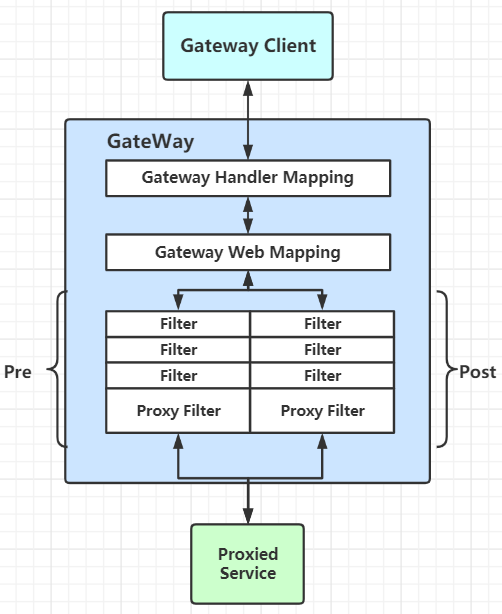 Gateway Client
GateWay
Gateway Handler Mapping
Gateway Web Mapping
Filter Filter
Filter Filter
Pre Filter Filter Post
Proxy Filter Proxy Filter
Proxied
Service